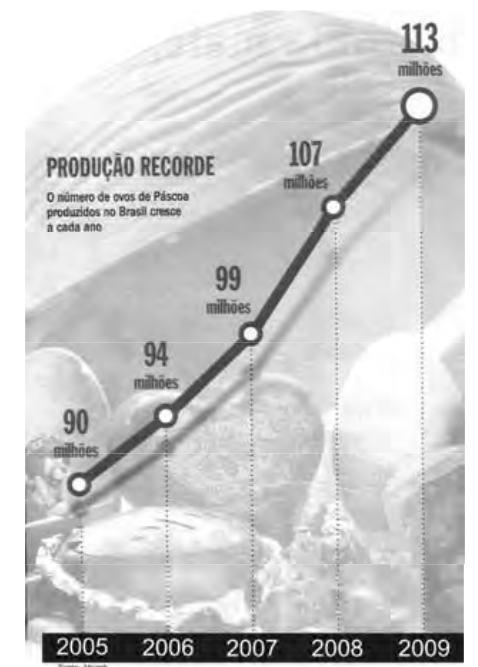 113
milhões
PRODUÇÃO RECORDE
O número de ovos de Páscoa
produzidos no Brasil cresce
a cada ano
107
milhões
99
milhões
94
milhões
90
milhões
2005 2006 2007 2008 2009